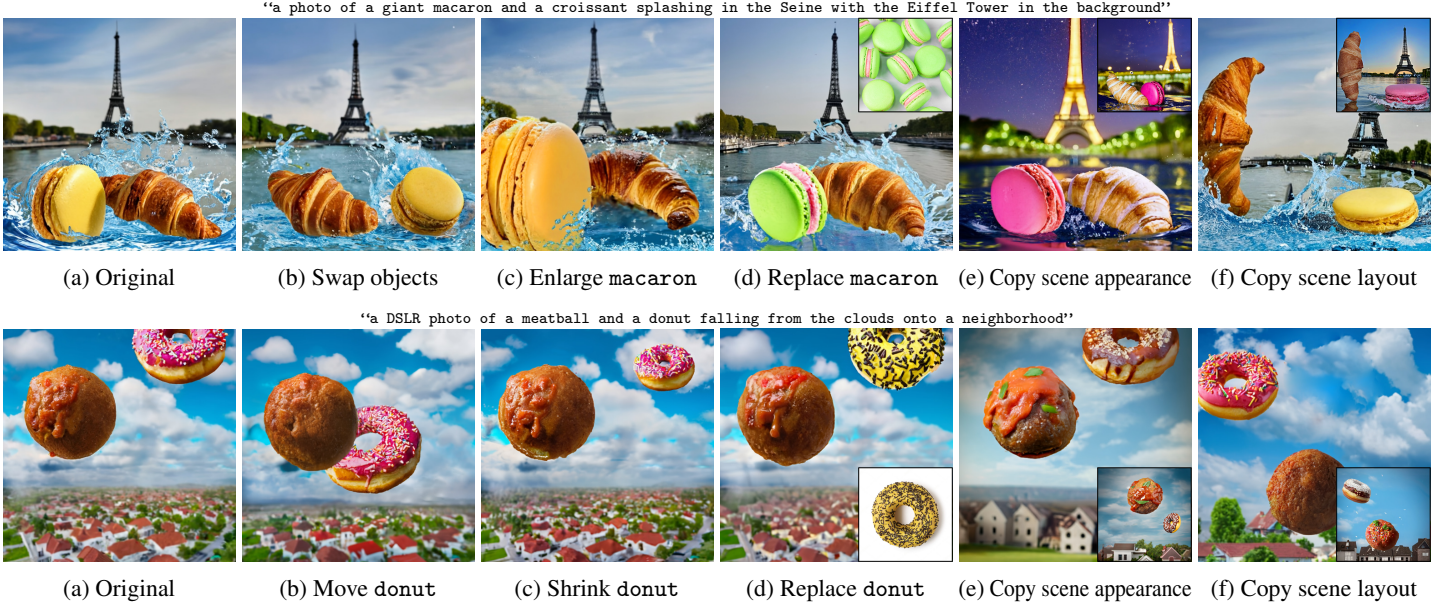 “a photo of a giant macaron and a croissant splashing in the Seine with the Eiffel Tower in the background”
(a) Original
(b) Swap objects
(c) Enlarge macaron
(d) Replace macaron
(e) Copy scene appearance
(f) Copy scene layout
“a DSLR photo of a meatball and a donut falling from the clouds onto a neighborhood”
(a) Original
(b) Move donut
(c) Shrink donut
(d) Replace donut
(e) Copy scene appearance
(f) Copy scene layout